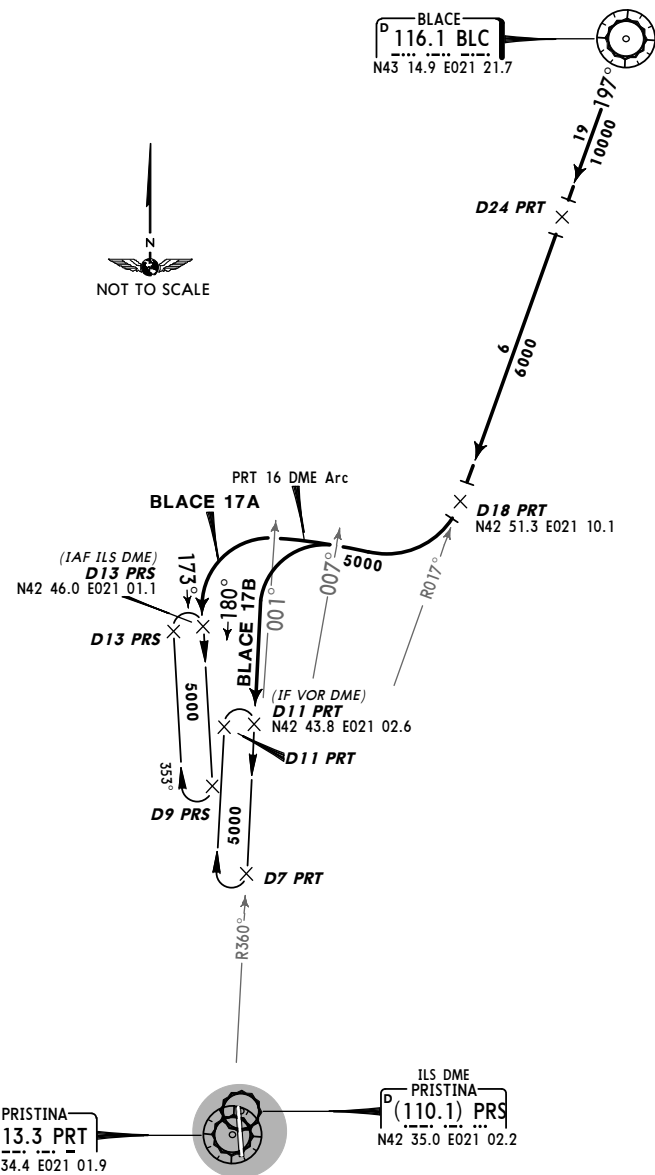 BLACE
D 116.1 BLC
N43 14.9 E021 21.7
197°
19
10000
D24 PRT
N
NOT TO SCALE
6
6000
PRT 16 DME Arc
BLACE 17A
D18 PRT
N42 51.3 E021 10.1
5000
(IAF ILS DME)
D13 PRS
N42 46.0 E021 01.1
173°
180°
BLACE 17B
001°
007°
R017°
D13 PRS
(IF VOR DME)
D11 PRT
N42 43.8 E021 02.6
5000
D11 PRT
353°
D9 PRS
5000
D7 PRT
R360°
ILS DME
PRISTINA
D (110.1) PRS
N42 35.0 E021 02.2
PRISTINA
13.3 PRT
34.4 E021 01.9